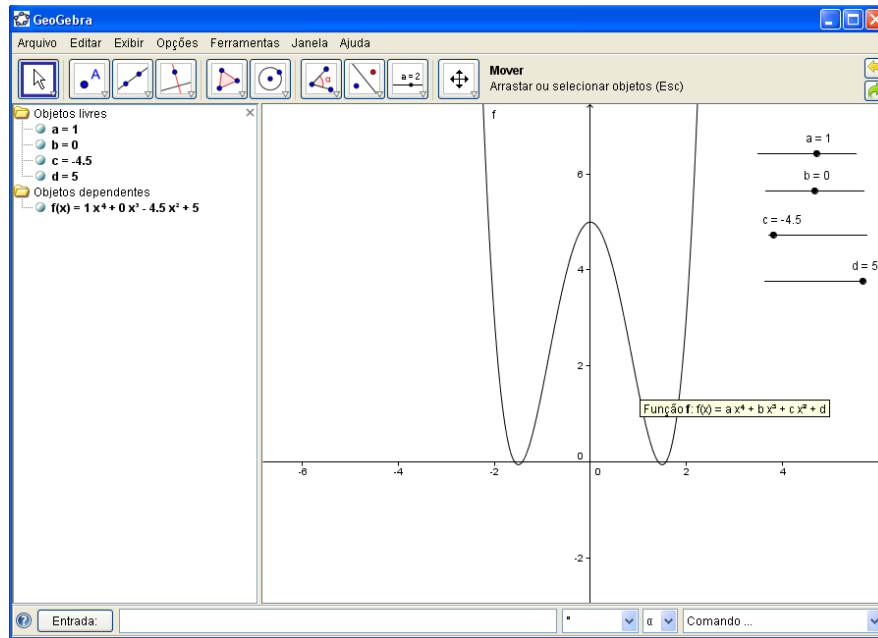 GeoGebra
Arquivo Editar Exibir Opções Ferramentas Janela Ajuda
A
α
a = 2
Mover
Arrastar ou selecionar objetos (Esc)
Objetos livres
a = 1
b = 0
c = -4.5
d = 5
Objetos dependentes
f(x) = 1 x⁴ + 0 x³ - 4.5 x² + 5
f
6
4
2
0
-2
-6
-4
-2
0
2
4
a = 1
b = 0
c = -4.5
d = 5
Função f: f(x) = a x⁴ + b x³ + c x² + d
Entrada:
°
α
Comando ...